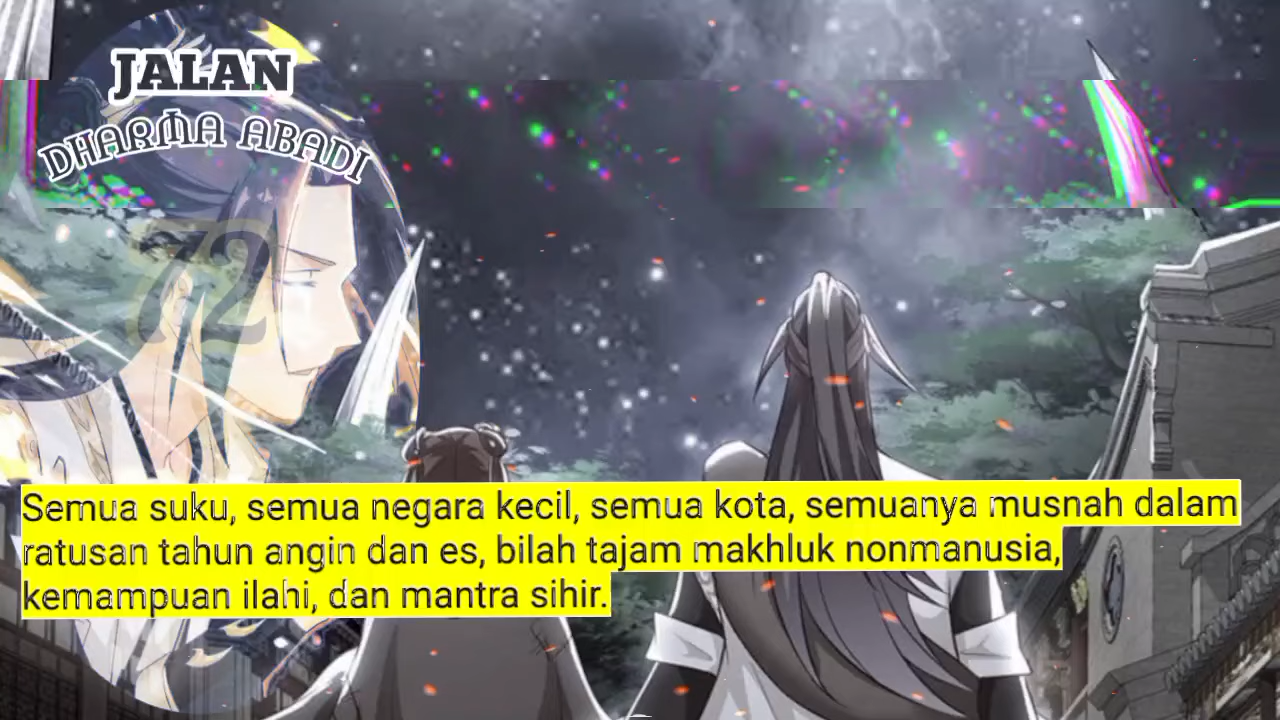 JALAN
DHARMA ABADI
72
Semua suku, semua negara kecil, semua kota, semuanya musnah dalam
ratusan tahun angin dan es, bilah tajam makhluk nonmanusia,
kemampuan ilahi, dan mantra sihir.